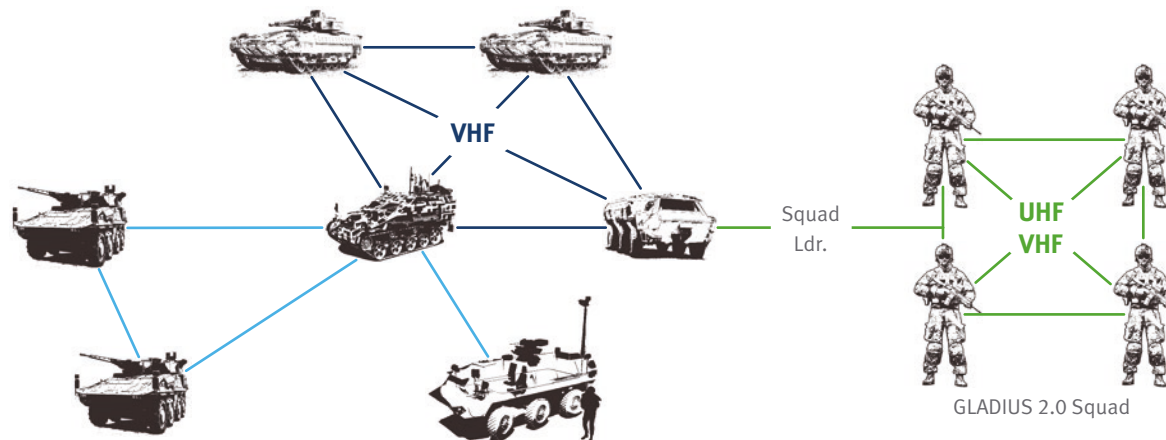 VHF
Squad
Ldr.
UHF
VHF
GLADIUS 2.0 Squad